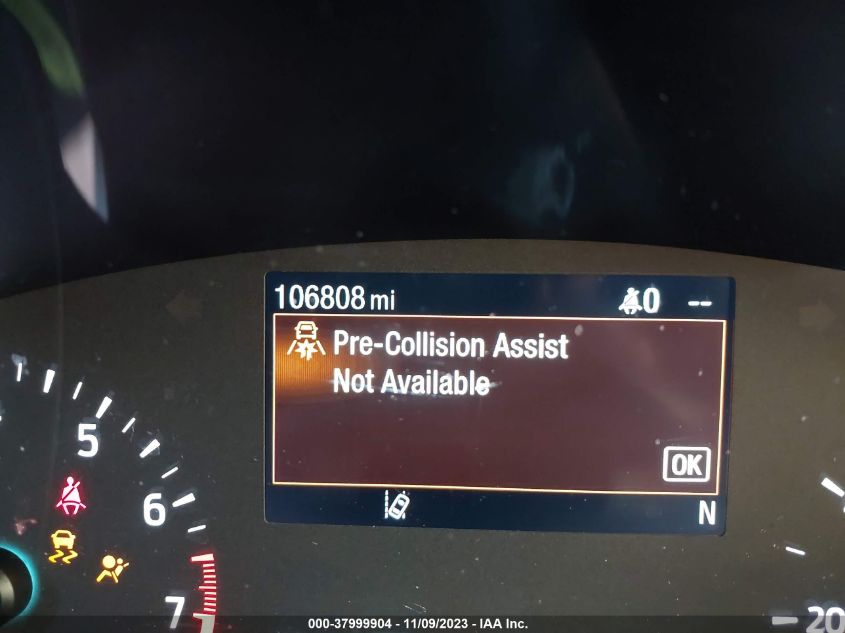 106808 mi
0 --
Pre-Collision Assist
Not Available
OK
N
5
6
7
20
000-37999904 - 11/09/2023 - IAA Inc.